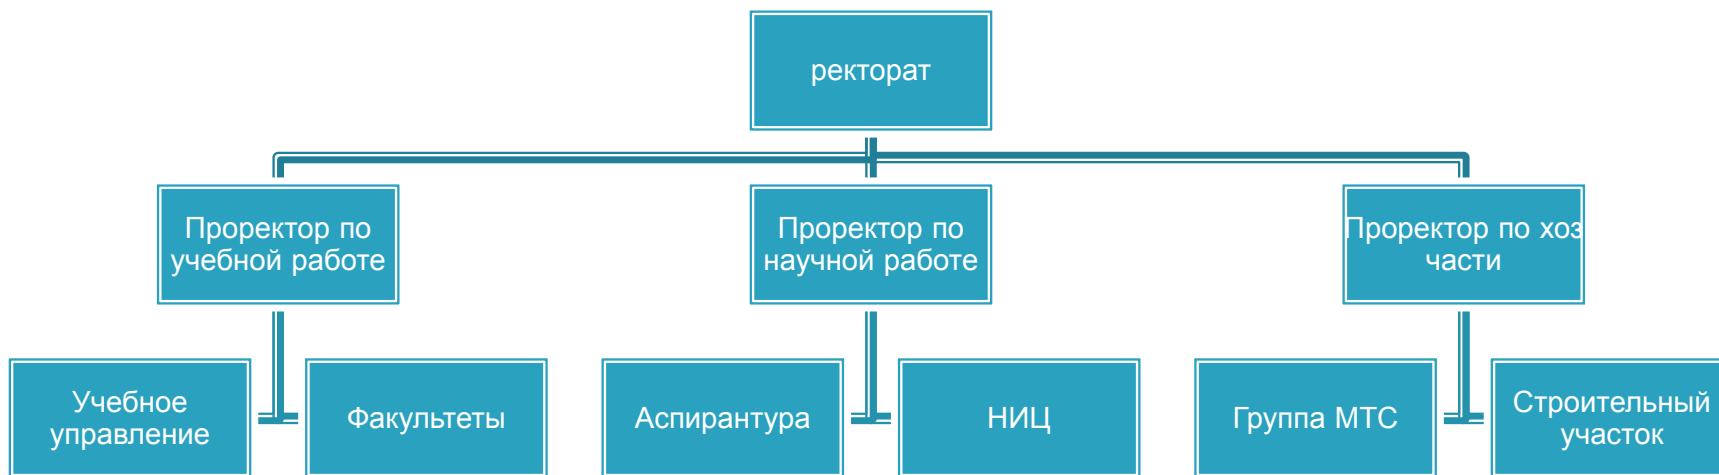 ректорат
Проректор по
учебной работе
Проректор по
научной работе
Проректор по хоз
части
Учебное
управление
Факультеты
Аспирантура
НИЦ
Группа МТС
Строительный
участок